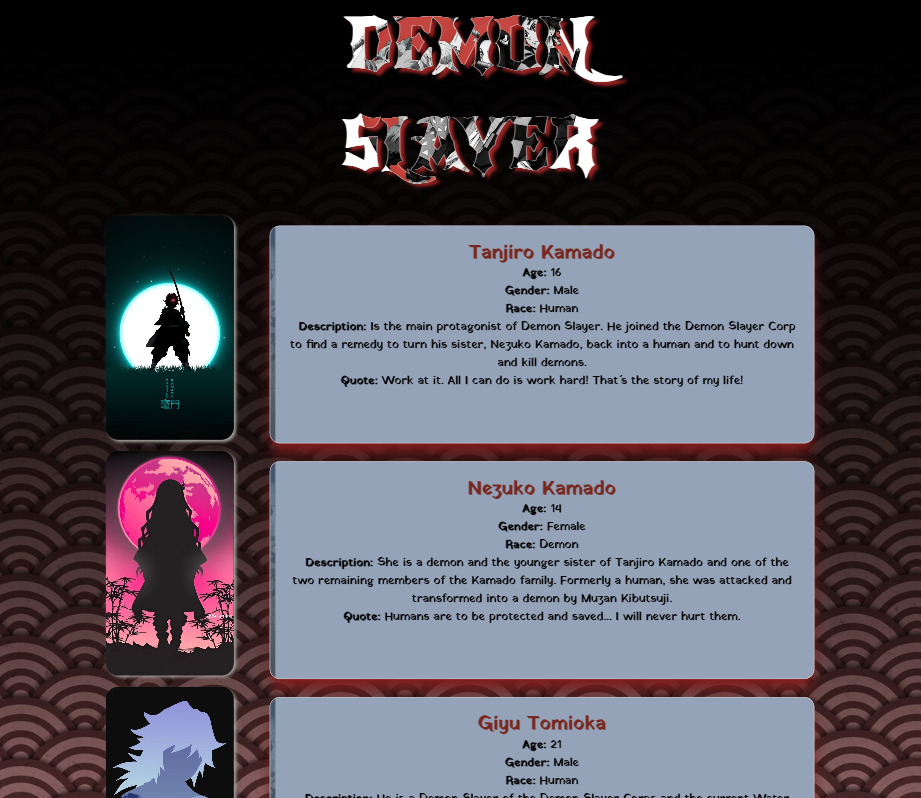 DEMON
SLAYER
Tanjiro Kamado
Age: 16
Gender: Male
Race: Human
Description: Is the main protagonist of Demon Slayer. He joined the Demon Slayer Corp
to find a remedy to turn his sister, Nezuko Kamado, back into a human and to hunt down
and kill demons.
Quote: Work at it. All I can do is work hard! That´s the story of my life!
Nezuko Kamado
Age: 14
Gender: Female
Race: Demon
Description: She is a demon and the younger sister of Tanjiro Kamado and one of the
two remaining members of the Kamado family. Formerly a human, she was attacked and
transformed into a demon by Muzan Kibutsuji.
Quote: Humans are to be protected and saved... I will never hurt them.
Giyu Tomioka
Age: 21
Gender: Male
Race: Human
Description: He is a Demon Slayer of the Demon Slayer Corps and the current Water